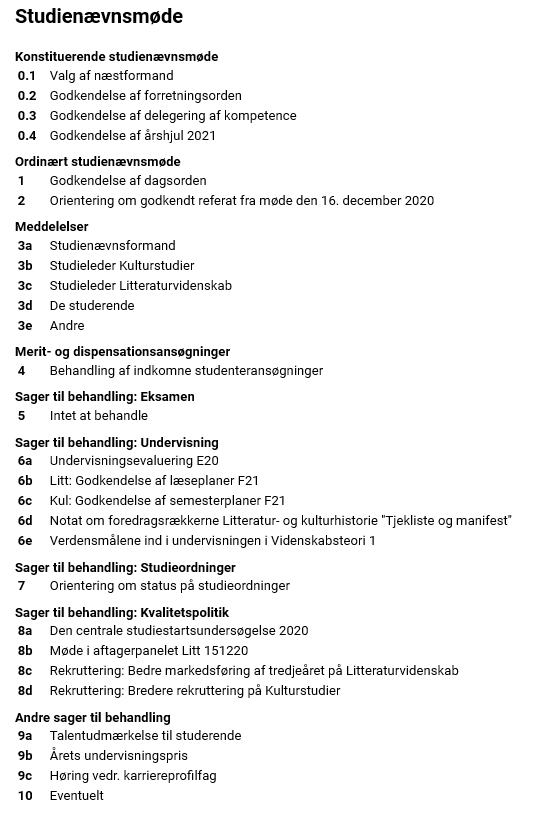 Studienævnsmøde
Konstituerende studienævnsmøde
0.1 Valg af næstformand
0.2 Godkendelse af forretningsorden
0.3 Godkendelse af delegering af kompetence
0.4 Godkendelse af årshjul 2021
Ordinært studienævnsmøde
1 Godkendelse af dagsorden
2 Orientering om godkendt referat fra møde den 16. december 2020
Meddelelser
3a Studienævnsformand
3b Studieleder Kulturstudier
3c Studieleder Litteraturvidenskab
3d De studerende
3e Andre
Merit- og dispensationsansøgninger
4 Behandling af indkomne studenteransøgninger
Sager til behandling: Eksamen
5 Intet at behandle
Sager til behandling: Undervisning
6a Undervisningsevaluering E20
6b Litt: Godkendelse af læseplaner F21
6c Kul: Godkendelse af semesterplaner F21
6d Notat om foredragsrækkerne Litteratur- og kulturhistorie "Tjekliste og manifest"
6e Verdensmålene ind i undervisningen i Videnskabsteori 1
Sager til behandling: Studieordninger
7 Orientering om status på studieordninger
Sager til behandling: Kvalitetspolitik
8a Den centrale studiestartsundersøgelse 2020
8b Møde i aftagerpanelet Litt 151220
8c Rekruttering: Bedre markedsføring af tredjeåret på Litteraturvidenskab
8d Rekruttering: Bredere rekruttering på Kulturstudier
Andre sager til behandling
9a Talentudmærkelse til studerende
9b Årets undervisningspris
9c Høring vedr. karriereprofilfag
10 Eventuelt